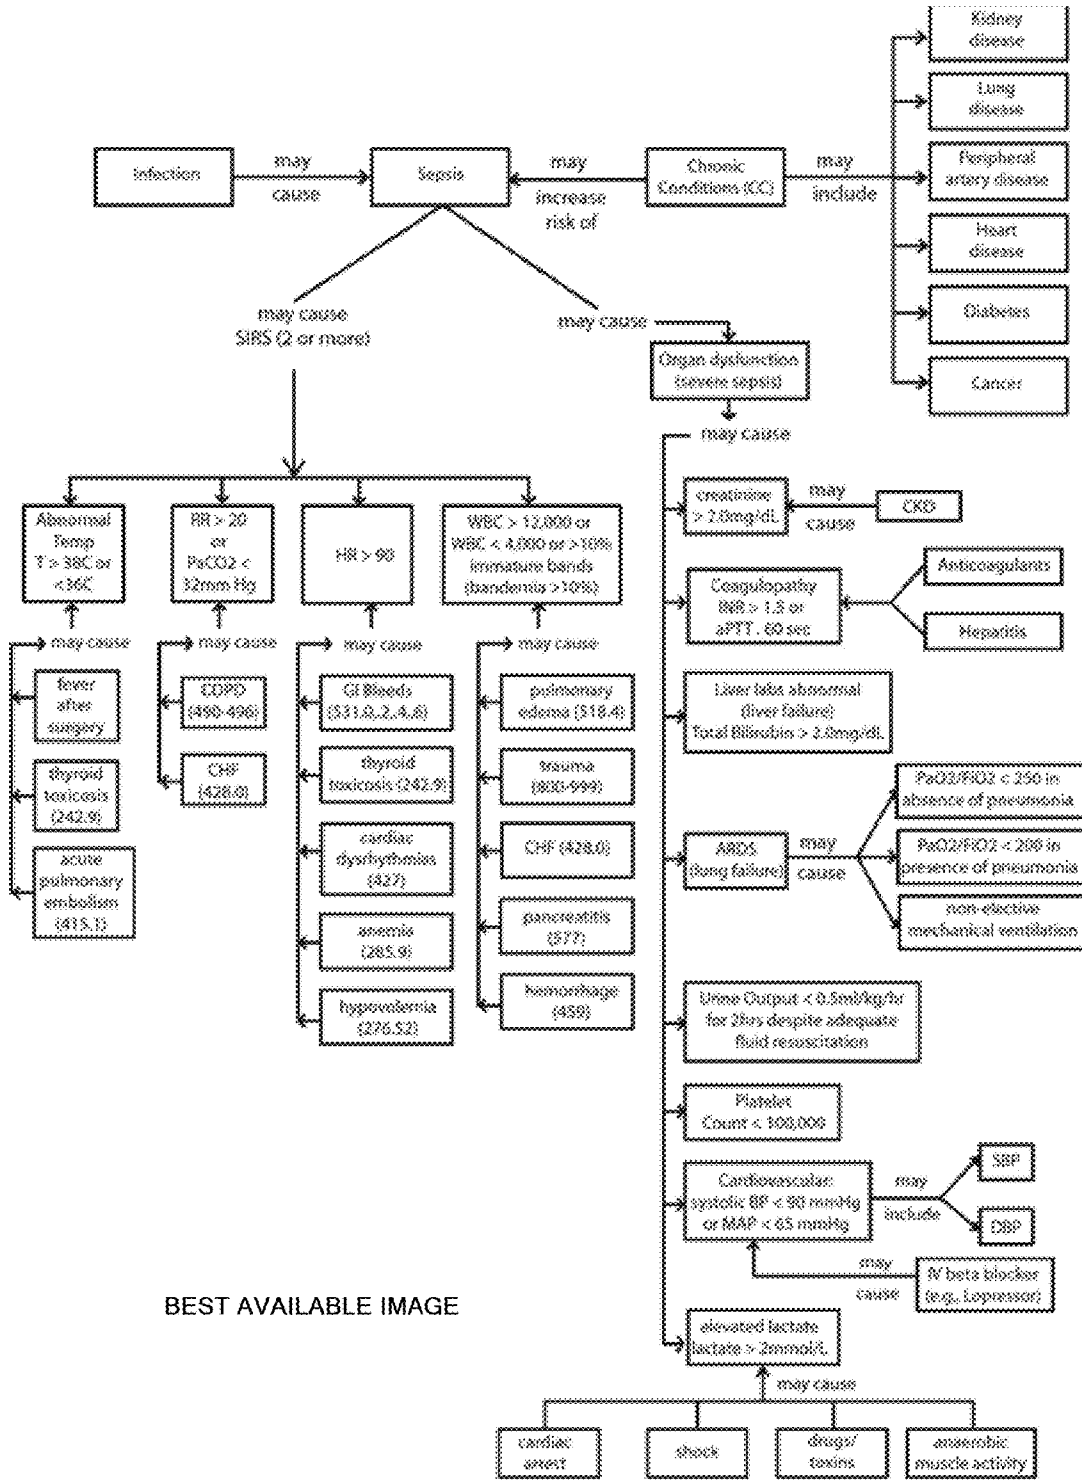 Kidney
disease
Lung
disease
Peripheral
artery disease
Heart
disease
Diabetes
Cancer
Infection
may
cause
Sepsis
may
increase
risk of
Chronic
Conditions (CC)
may
include
may cause
SIRS (2 or more)
may cause
Organ dysfunction
(severe sepsis)
may cause
Abnormal
Temp
T > 38C or
<36C
RR > 20
or
PaCO2 <
32mm Hg
HR > 90
WBC > 12,000 or
WBC < 4,000 or >10%
immature bands
(bandemia >10%)
may cause
may cause
may cause
may cause
fever
after
surgery
thyroid
toxicosis
(242.9)
acute
pulmonary
embolism
(415.1)
COPD
(490-496)
CHF
(428.0)
GI Bleeds
(531.0,.2,.4,.6)
thyroid
toxicosis (242.9)
cardiac
dysrhythmias
(427)
anemia
(285.9)
hypovolemia
(276.52)
pulmonary
edema (518.4)
trauma
(800-999)
CHF (428.0)
pancreatitis
(577)
hemorrhage
(459)
creatinine
> 2.0mg/dL
may
cause
CKD
Coagulopathy
INR > 1.5 or
aPTT . 60 sec
Anticoagulants
Hepatitis
Liver labs abnormal
(liver failure)
Total Bilirubin > 2.0mg/dL
ARDS
(lung failure)
may
cause
PaO2/FiO2 < 250 in
absence of pneumonia
PaO2/FiO2 < 200 in
presence of pneumonia
non-elective
mechanical ventilation
Urine Output < 0.5ml/kg/hr
for 2hrs despite adequate
fluid resuscitation
Platelet
Count < 100,000
Cardiovascular:
systolic BP < 90 mmHg
or MAP < 65 mmHg
may
include
SBP
DBP
may
cause
IV beta blocker
(e.g., Lopressor)
BEST AVAILABLE IMAGE
elevated lactate
lactate > 2mmol/L
may cause
cardiac
arrest
shock
drugs/
toxins
anaerobic
muscle activity